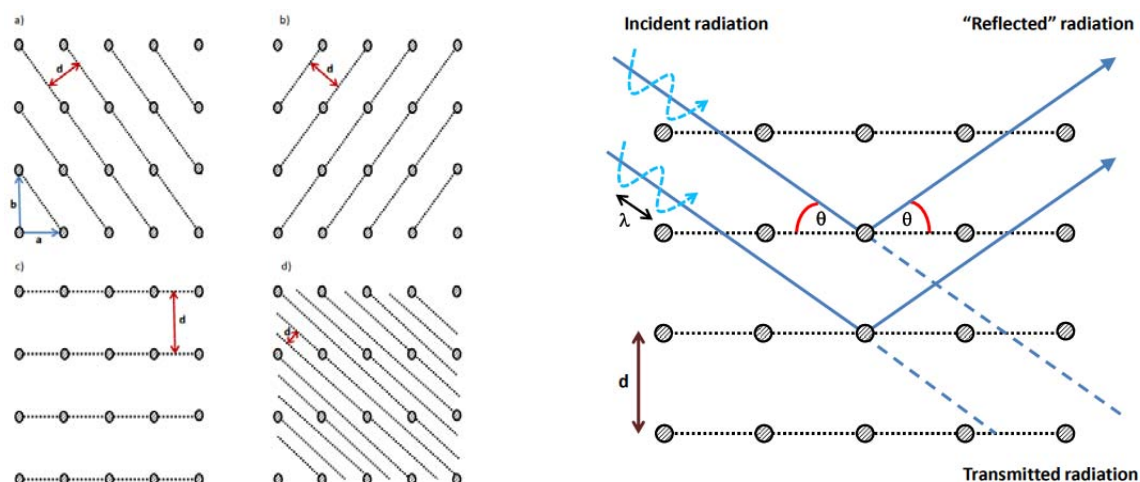 a)
d
b
a
b)
d
c)
d
d)
d
Incident radiation
“Reflected” radiation
λ
θ
θ
d
Transmitted radiation